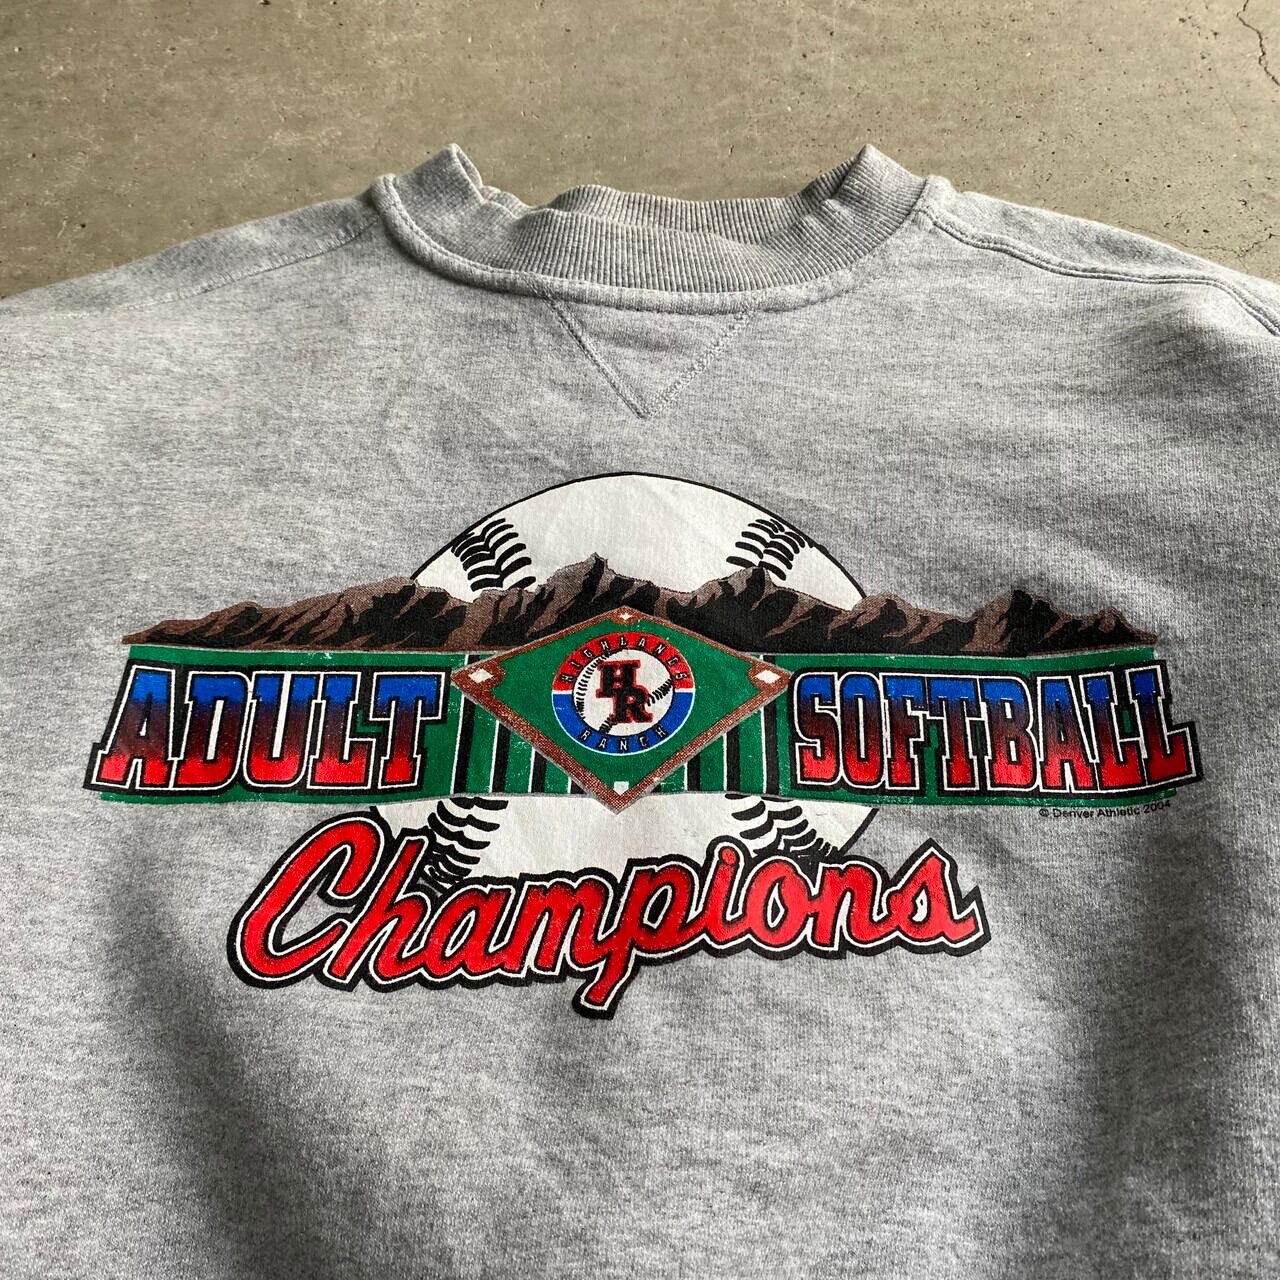 HIGHLANDS
HR
RANCH
ADULT SOFTBALL
© Denver Athletic 2004
Champions